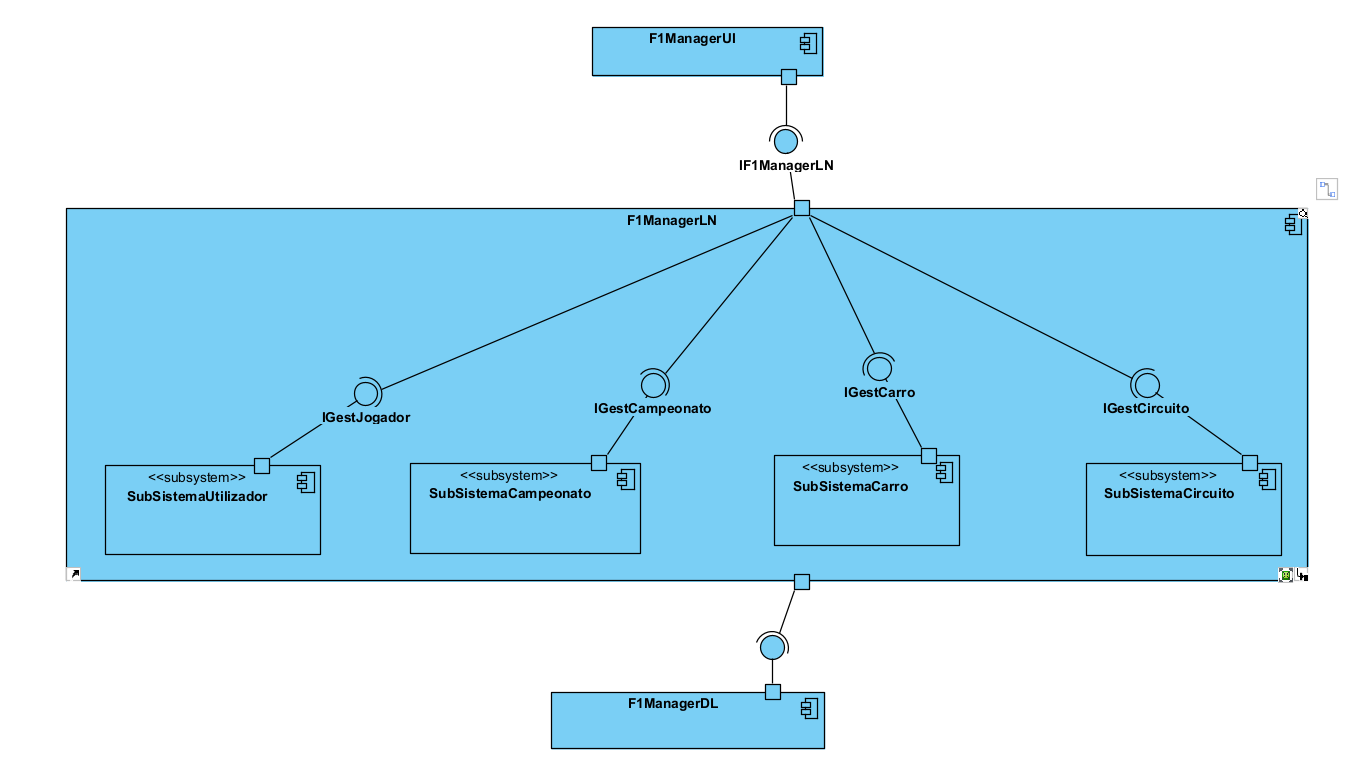 F1ManagerUI
IF1ManagerLN
F1ManagerLN
IGestJogador
IGestCampeonato
IGestCarro
IGestCircuito
<<subsystem>>
SubSistemaUtilizador
<<subsystem>>
SubSistemaCampeonato
<<subsystem>>
SubSistemaCarro
<<subsystem>>
SubSistemaCircuito
F1ManagerDL